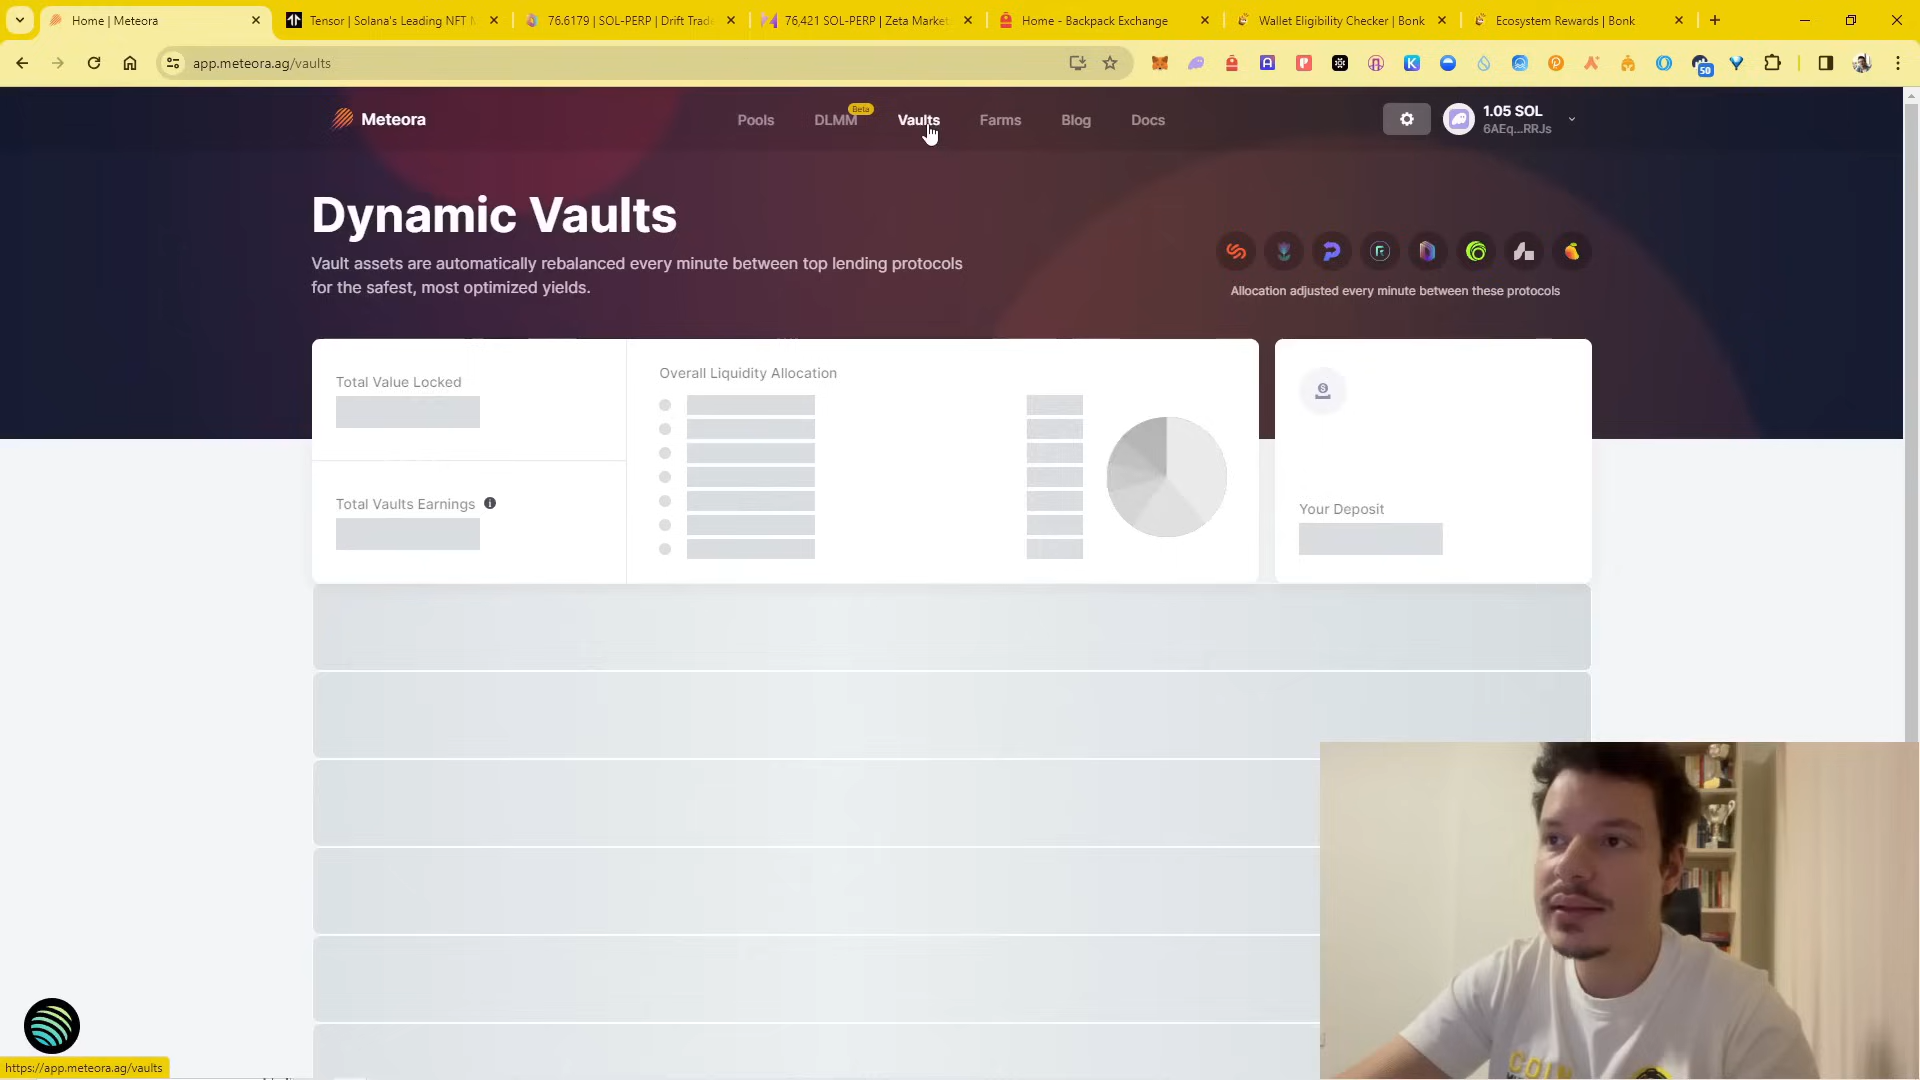 Home | Meteora
Tensor | Solana's Leading NFT M
76.6179 | SOL-PERP | Drift Trade
76,421 SOL-PERP | Zeta Market
Home - Backpack Exchange
Wallet Eligibility Checker | Bonk
Ecosystem Rewards | Bonk
app.meteora.ag/vaults
50
Meteora
Pools
DLMM
Beta
Vaults
Farms
Blog
Docs
1.05 SOL
6AEq...RRJs
Dynamic Vaults
Vault assets are automatically rebalanced every minute between top lending protocols
for the safest, most optimized yields.
Allocation adjusted every minute between these protocols
Total Value Locked
Overall Liquidity Allocation
Total Vaults Earnings
Your Deposit
COIN
https://app.meteora.ag/vaults